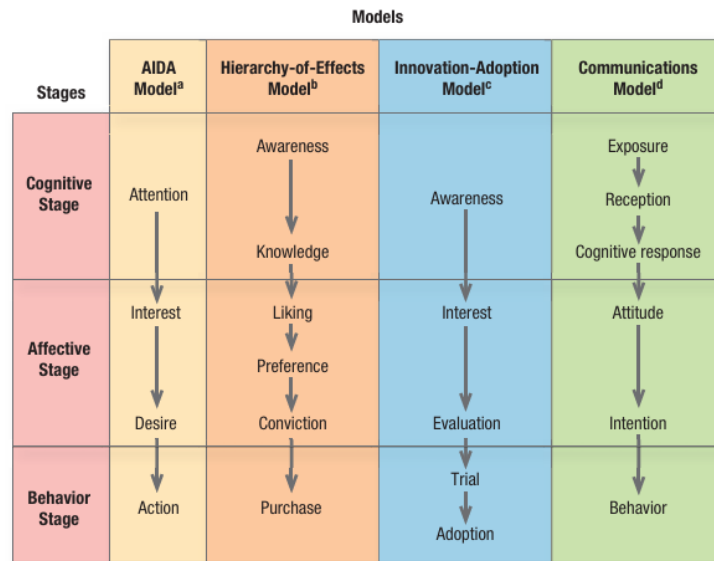 Models
Stages
AIDA
Modelᵃ
Hierarchy-of-Effects
Modelᵇ
Innovation-Adoption
Modelᶜ
Communications
Modelᵈ
Cognitive
Stage
Attention
Awareness
Knowledge
Awareness
Exposure
Reception
Cognitive response
Affective
Stage
Interest
Desire
Liking
Preference
Conviction
Interest
Evaluation
Attitude
Intention
Behavior
Stage
Action
Purchase
Trial
Adoption
Behavior